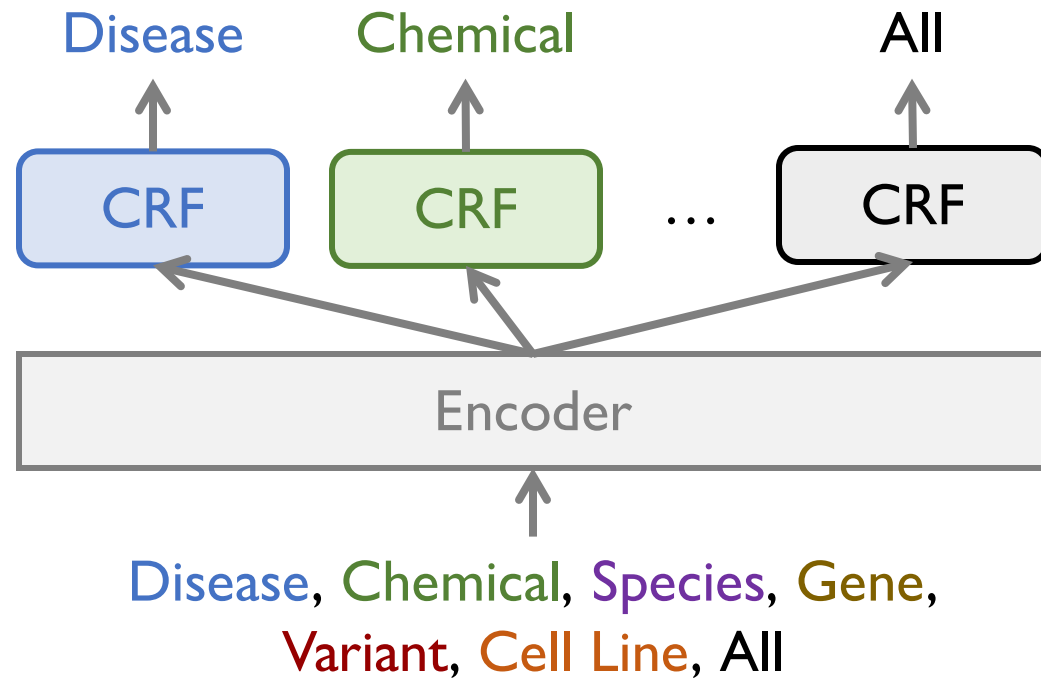 Disease Chemical All
CRF CRF … CRF
Encoder
Disease, Chemical, Species, Gene,
Variant, Cell Line, All